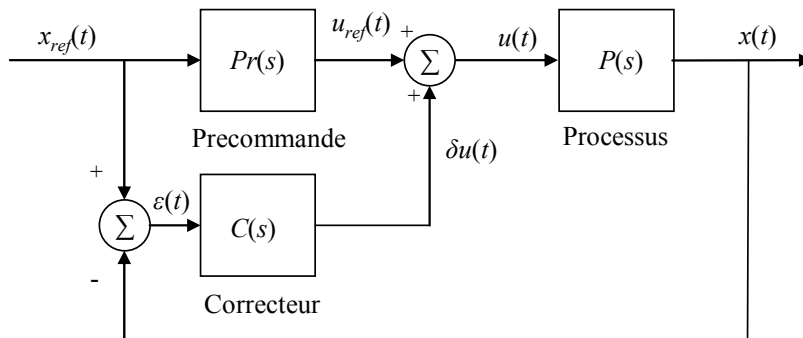 x_ref(t)
Pr(s)
u_ref(t)
+
Σ
+
u(t)
P(s)
x(t)
Precommande
Processus
δu(t)
+
Σ
-
ε(t)
C(s)
Correcteur